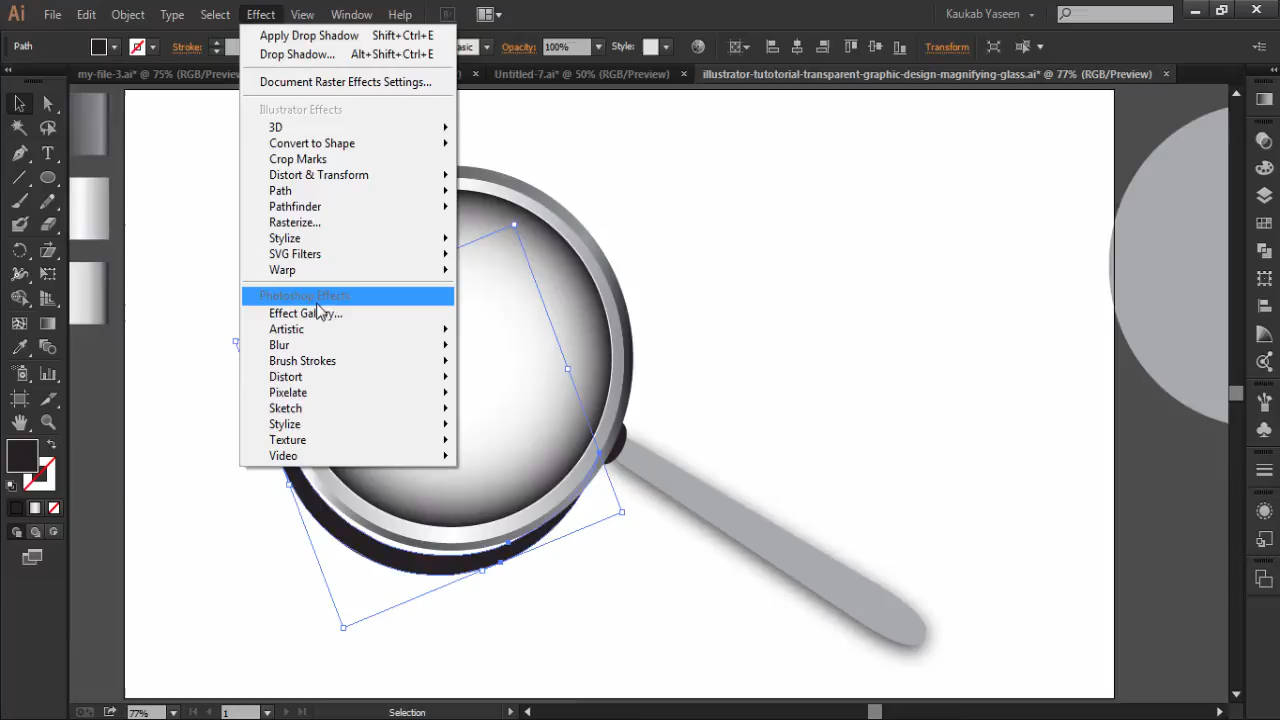 Ai File Edit Object Type Select Effect View Window Help Br Kaukab Yaseen
Path Stroke: asic Opacity: 100% Style: Transform
my-file-3.ai* @ 75% (RGB/Preview Untitled-7.ai* @ 50% (RGB/Preview) illustrator-tutotorial-transparent-graphic-design-magnifying-glass.ai* @ 77% (RGB/Preview)
Apply Drop Shadow Shift+Ctrl+E
Drop Shadow... Alt+Shift+Ctrl+E
Document Raster Effects Settings...
Illustrator Effects
3D
Convert to Shape
Crop Marks
Distort & Transform
Path
Pathfinder
Rasterize...
Stylize
SVG Filters
Warp
Photoshop Effects
Effect Gallery...
Artistic
Blur
Brush Strokes
Distort
Pixelate
Sketch
Stylize
Texture
Video
77% 1 Selection